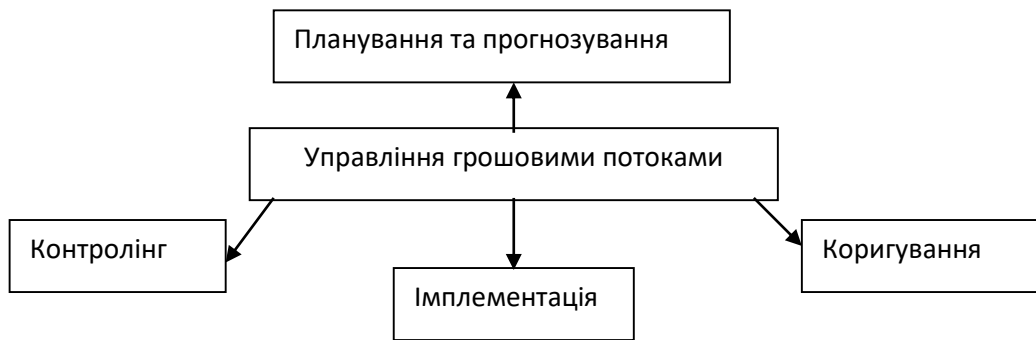 Планування та прогнозування
Управління грошовими потоками
Контролінг
Імплементація
Коригування